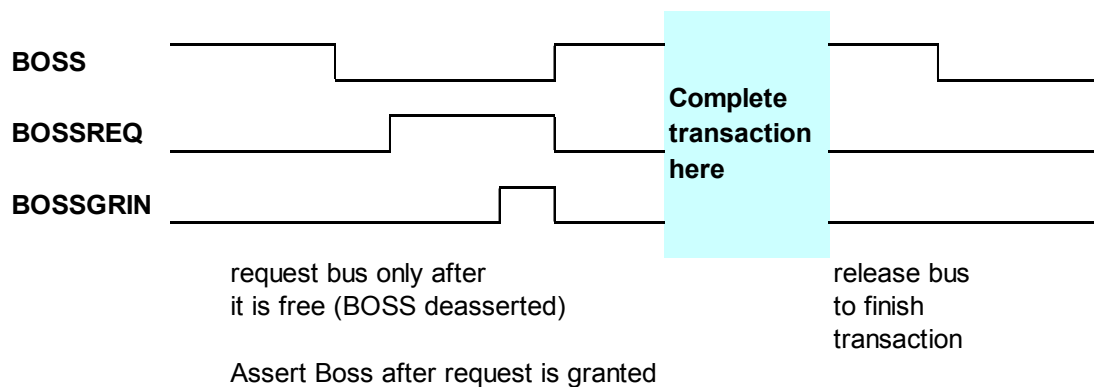 BOSS
BOSSREQ
BOSSGRIN
Complete
transaction
here
request bus only after
it is free (BOSS deasserted)
Assert Boss after request is granted
release bus
to finish
transaction